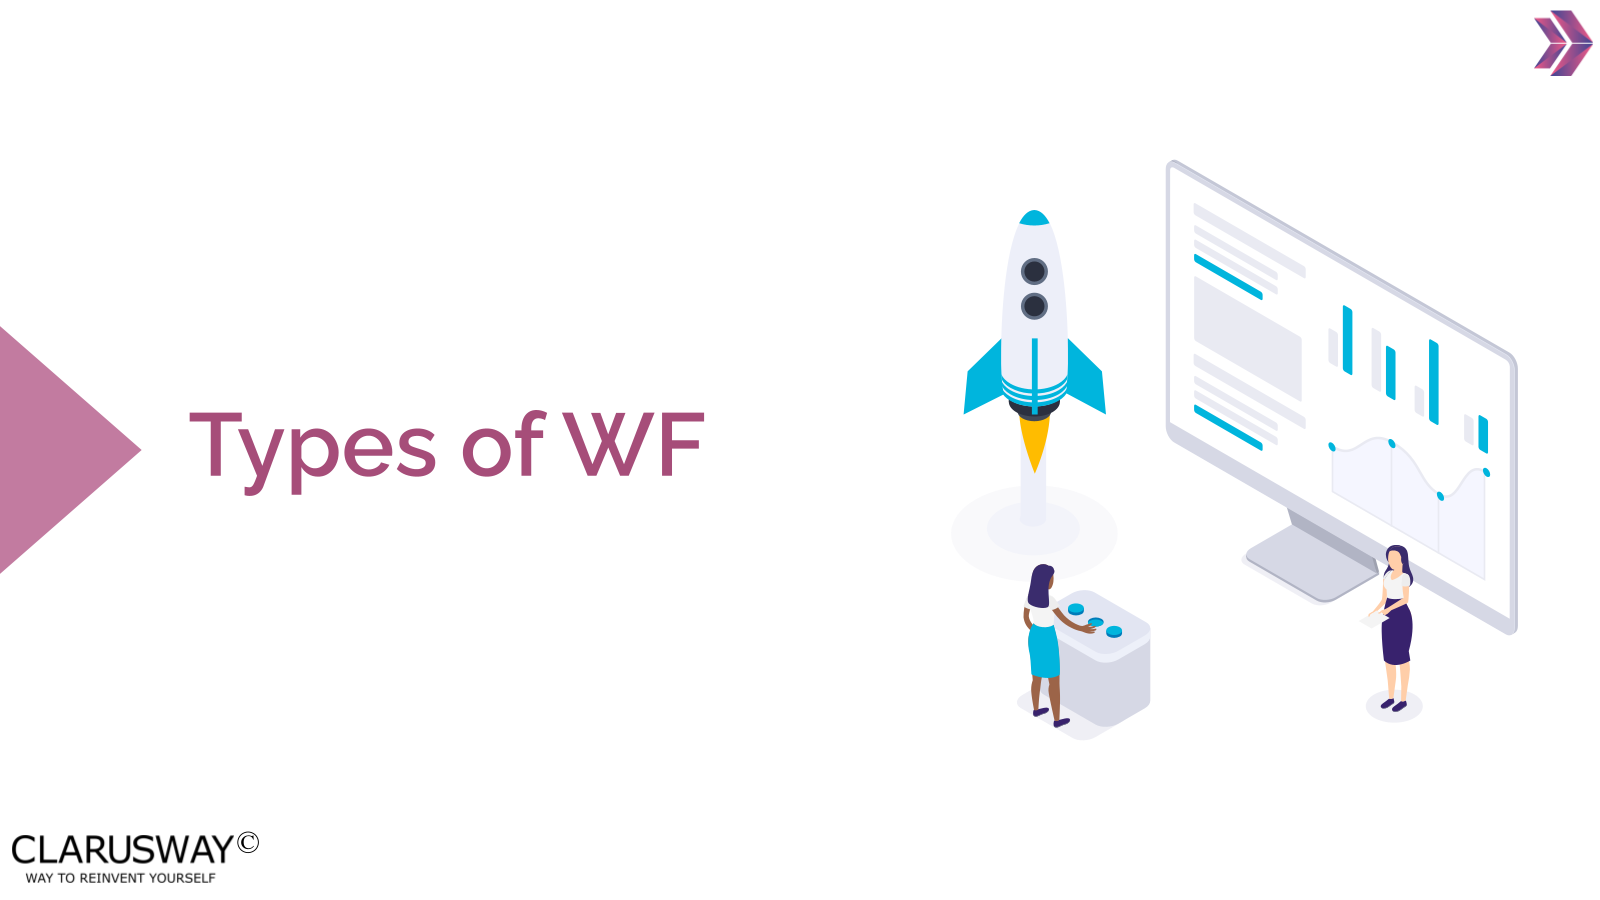 Types of WF
CLARUSWAY©
WAY TO REINVENT YOURSELF